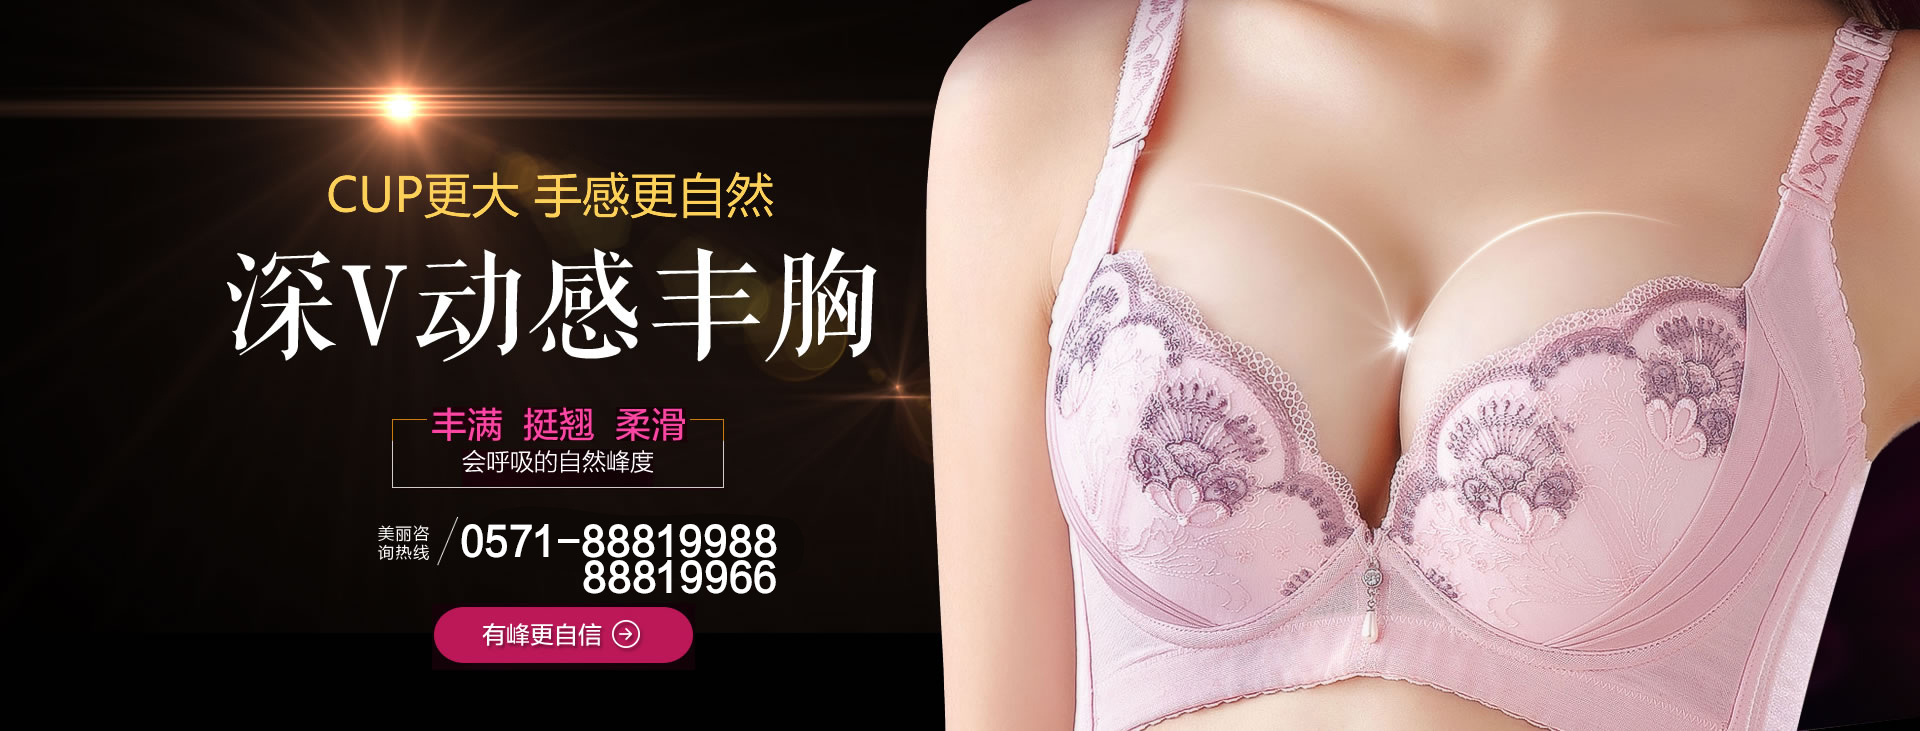 CUP更大 手感更自然
深V动感丰胸
丰满 挺翘 柔滑
会呼吸的自然峰度
美丽咨
询热线
0571-88819988
88819966
有峰更自信